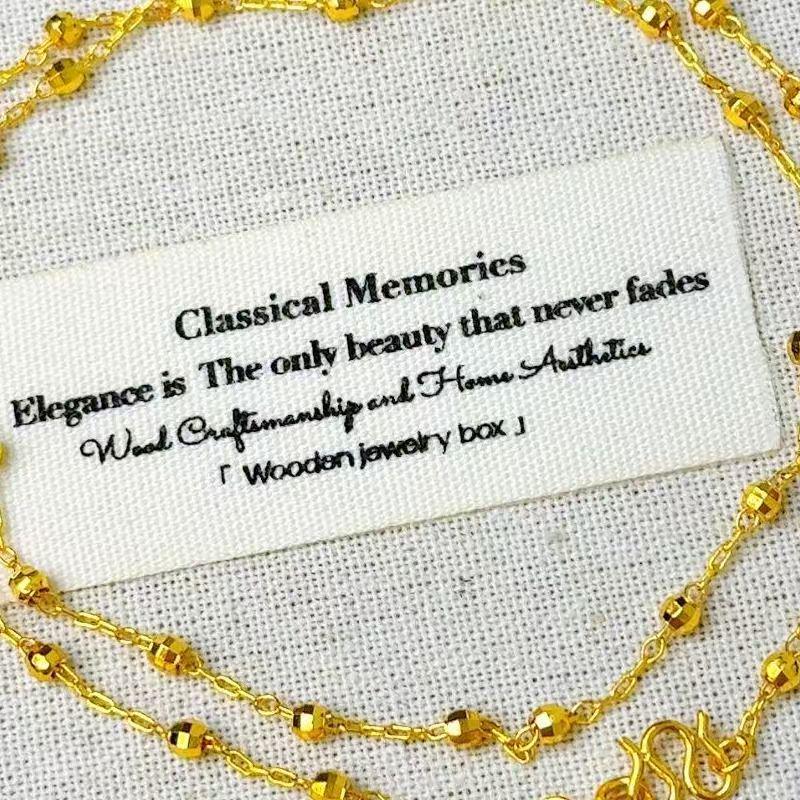 Classical Memories
Elegance is The only beauty that never fades
Wood Craftsmanship and Home Aesthetics
「 Wooden jewelry box 」